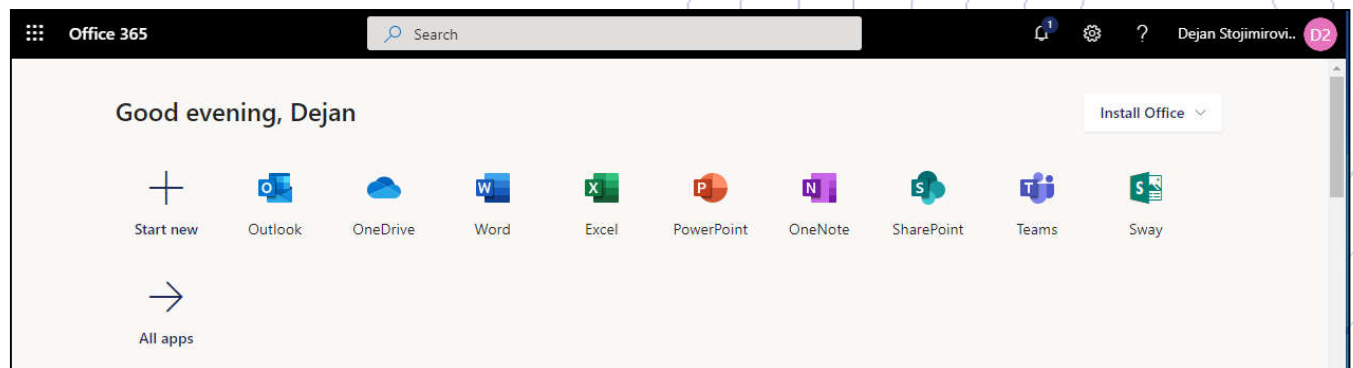 Office 365 Search 1 ? Dejan Stojimirovi.. D2
Good evening, Dejan Install Office
O W X P N S T S
Start new Outlook OneDrive Word Excel PowerPoint OneNote SharePoint Teams Sway
All apps